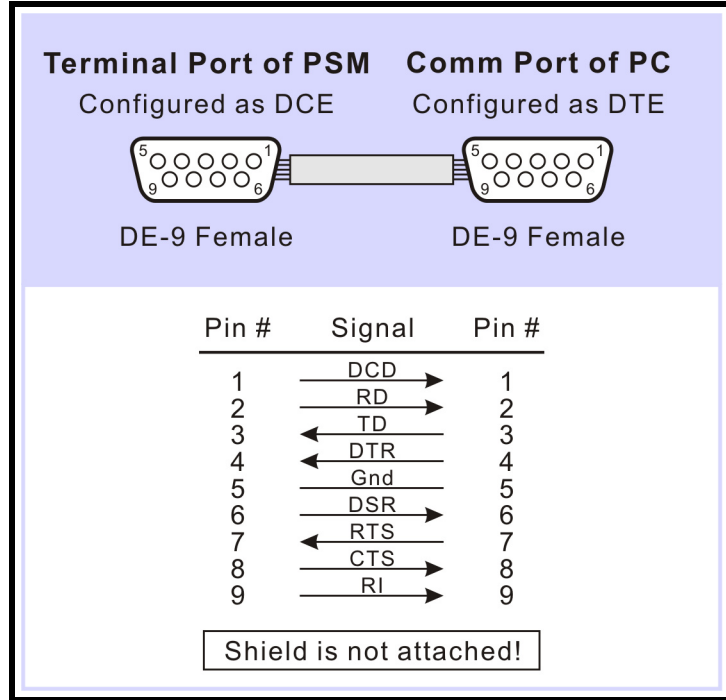 Terminal Port of PSM Comm Port of PC
Configured as DCE Configured as DTE
5 1 5 1
9 6 9 6
DE-9 Female DE-9 Female
Pin # Signal Pin #
1 DCD 1
2 RD 2
3 TD 3
4 DTR 4
5 Gnd 5
6 DSR 6
7 RTS 7
8 CTS 8
9 RI 9
Shield is not attached!